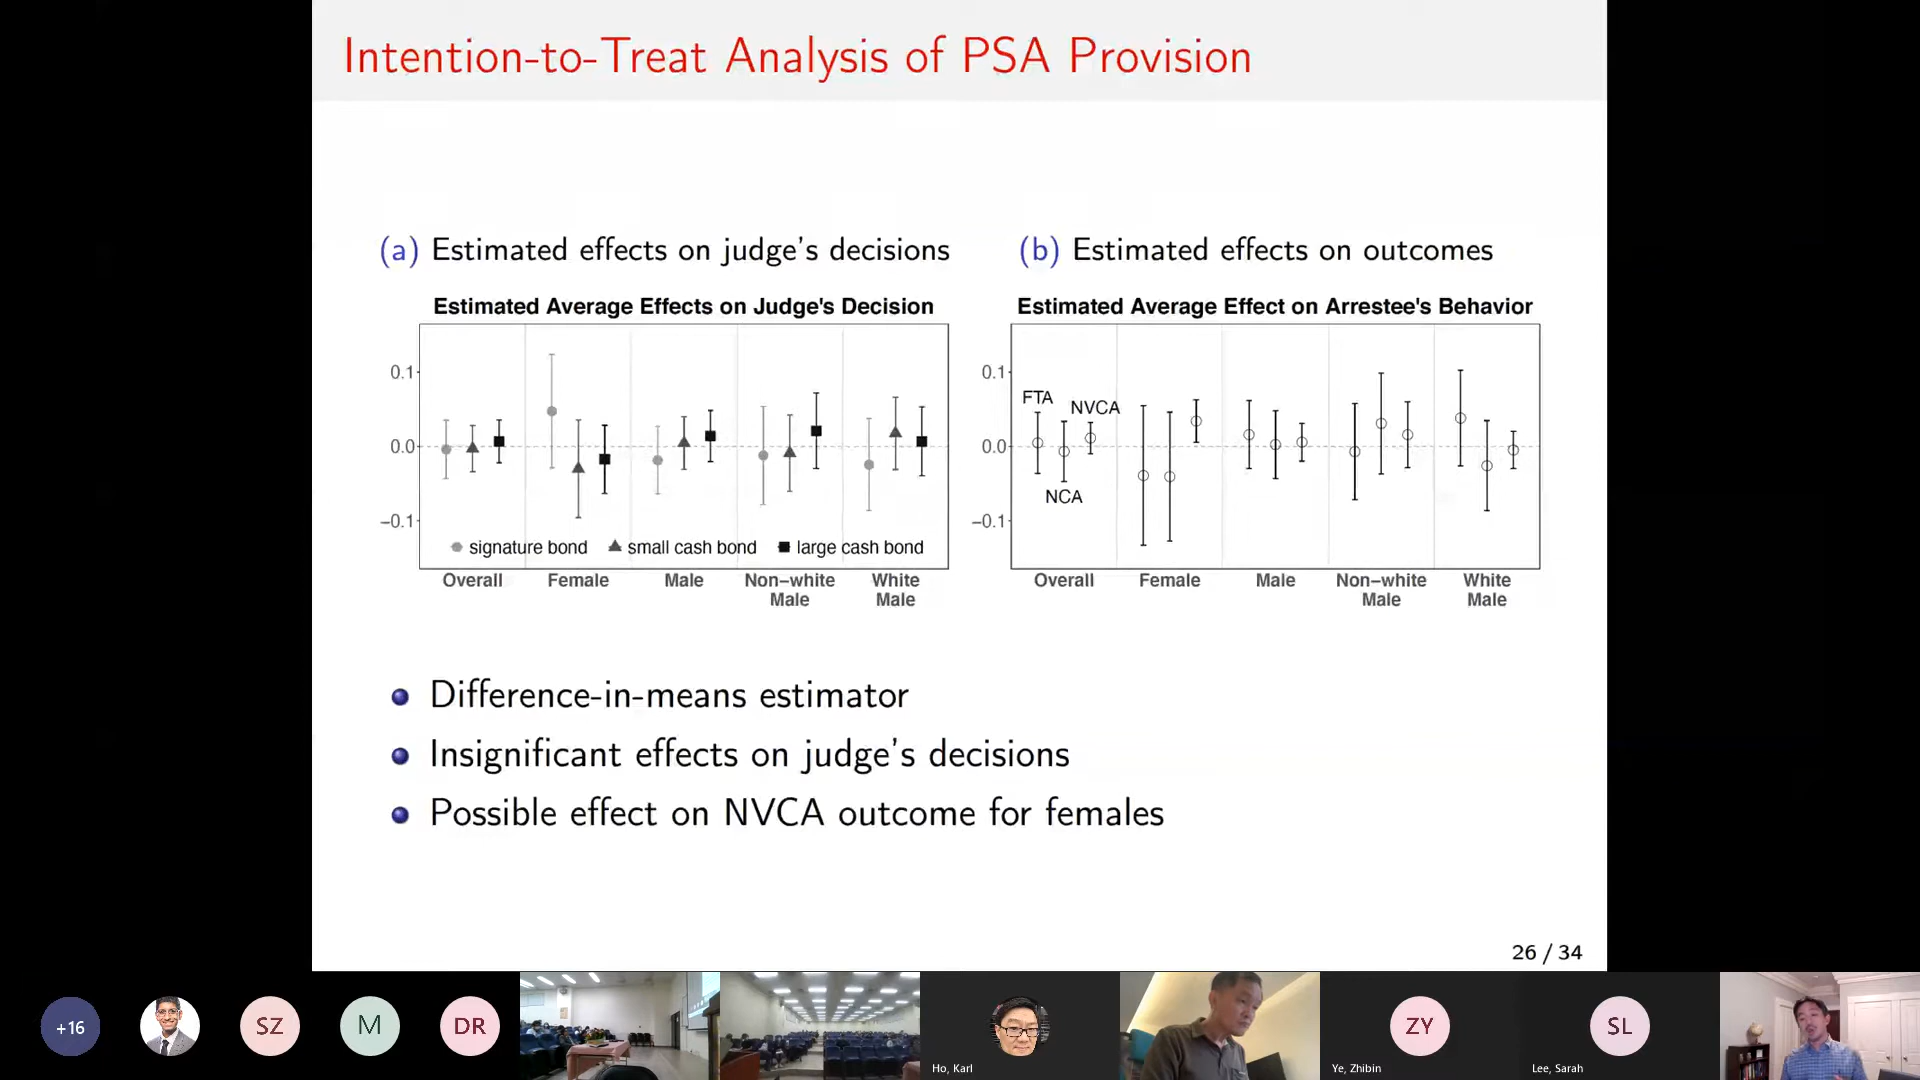 Intention-to-Treat Analysis of PSA Provision
(a) Estimated effects on judge's decisions
(b) Estimated effects on outcomes
Estimated Average Effects on Judge's Decision
0.1
0.0
−0.1
signature bond
small cash bond
large cash bond
Overall
Female
Male
Non−white
Male
White
Male
Estimated Average Effect on Arrestee's Behavior
0.1
0.0
−0.1
FTA
NVCA
NCA
Overall
Female
Male
Non−white
Male
White
Male
Difference-in-means estimator
Insignificant effects on judge's decisions
Possible effect on NVCA outcome for females
26 / 34
+16
SZ
M
DR
Ho, Karl
ZY
Ye, Zhibin
SL
Lee, Sarah